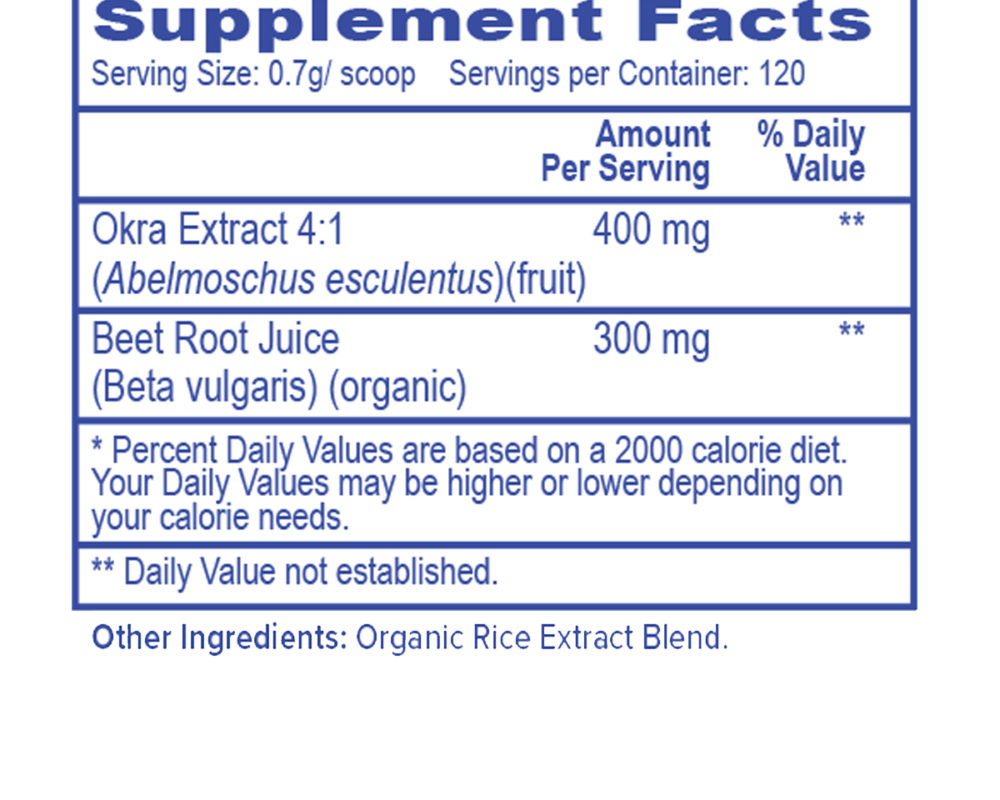 Supplement Facts
Serving Size: 0.7g/ scoop Servings per Container: 120
Amount Per Serving % Daily Value
Okra Extract 4:1 400 mg **
(Abelmoschus esculentus)(fruit)
Beet Root Juice 300 mg **
(Beta vulgaris) (organic)
* Percent Daily Values are based on a 2000 calorie diet.
Your Daily Values may be higher or lower depending on
your calorie needs.
** Daily Value not established.
Other Ingredients: Organic Rice Extract Blend.